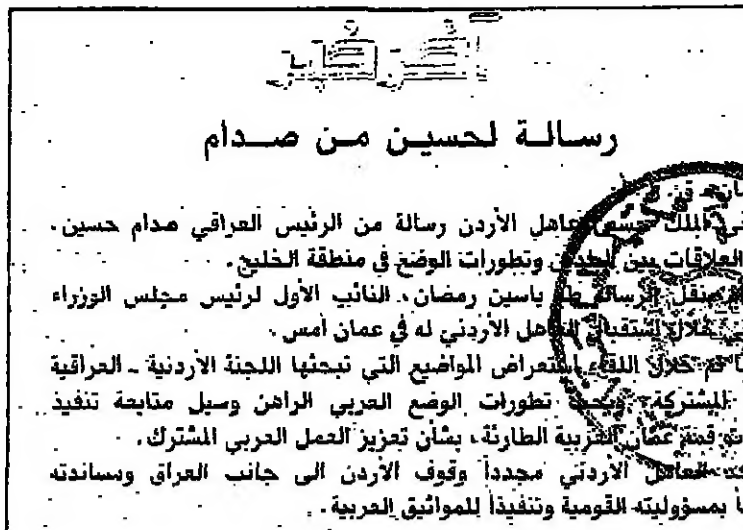 رسالة لحسين من صدام
الملك حسين عاهل الأردن رسالة من الرئيس العراقي صدام حسين.
العلاقات بين البلدين وتطورات الوضع في منطقة الخليج.
الرسالة طه ياسين رمضان، النائب الأول لرئيس مجلس الوزراء
خلال استقبال العاهل الأردني له في عمان أمس.
تم خلال اللقاء استعراض المواضيع التي تبحثها اللجنة الأردنية ـ العراقية
المشتركة تطورات الوضع العربي الراهن وسبل متابعة تنفيذ
قمة عمان العربية الطارئة، بشأن تعزيز العمل العربي المشترك.
العاهل الأردني مجدداً وقوف الأردن الى جانب العراق ومساندته
بمسؤوليته القومية وتنفيذاً للمواثيق العربية.